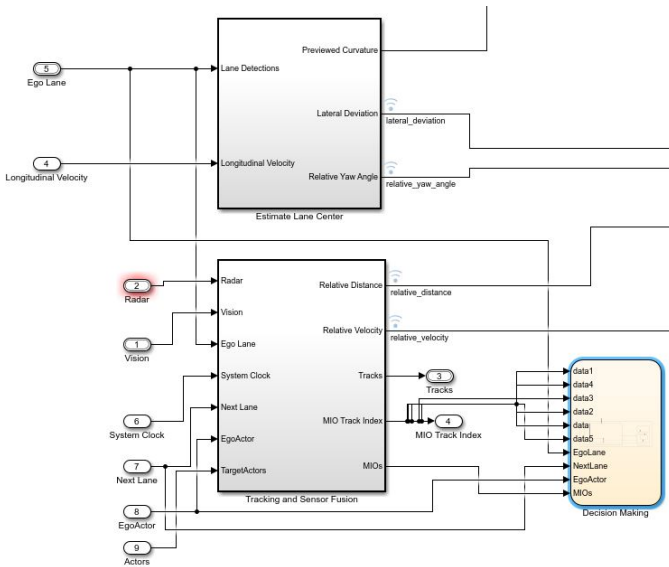 Previewed Curvature
5
Lane Detections
Ego Lane
Lateral Deviation
lateral_deviation
4
Longitudinal Velocity
Longitudinal Velocity
Relative Yaw Angle
relative_yaw_angle
Estimate Lane Center
2
Radar
Radar
Relative Distance
relative_distance
1
Vision
Vision
Relative Velocity
relative_velocity
Ego Lane
System Clock
Tracks
3
Tracks
data1
data4
data3
data2
data
data5
EgoLane
NextLane
EgoActor
MIOs
Decision Making
6
System Clock
Next Lane
MIO Track Index
4
MIO Track Index
EgoActor
7
Next Lane
TargetActors
MIOs
Tracking and Sensor Fusion
8
EgoActor
9
Actors